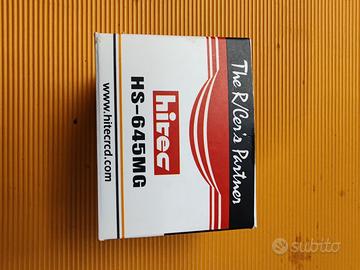 The R/Cer's Partner
hitec
HS-645MG
www.hitecrcd.com
subito